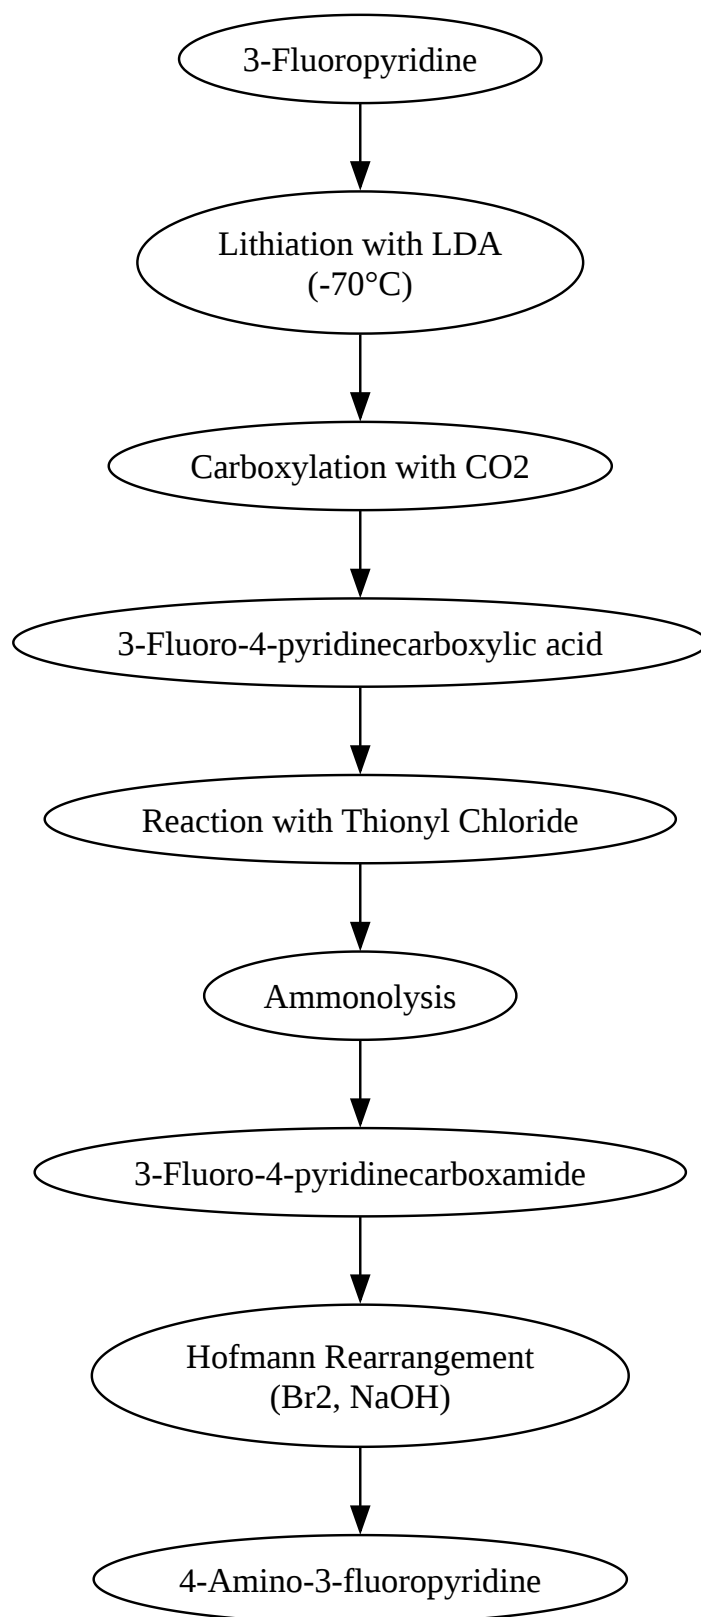 3-Fluoropyridine
Lithiation with LDA
(-70°C)
Carboxylation with CO2
3-Fluoro-4-pyridinecarboxylic acid
Reaction with Thionyl Chloride
Ammonolysis
3-Fluoro-4-pyridinecarboxamide
Hofmann Rearrangement
(Br2, NaOH)
4-Amino-3-fluoropyridine